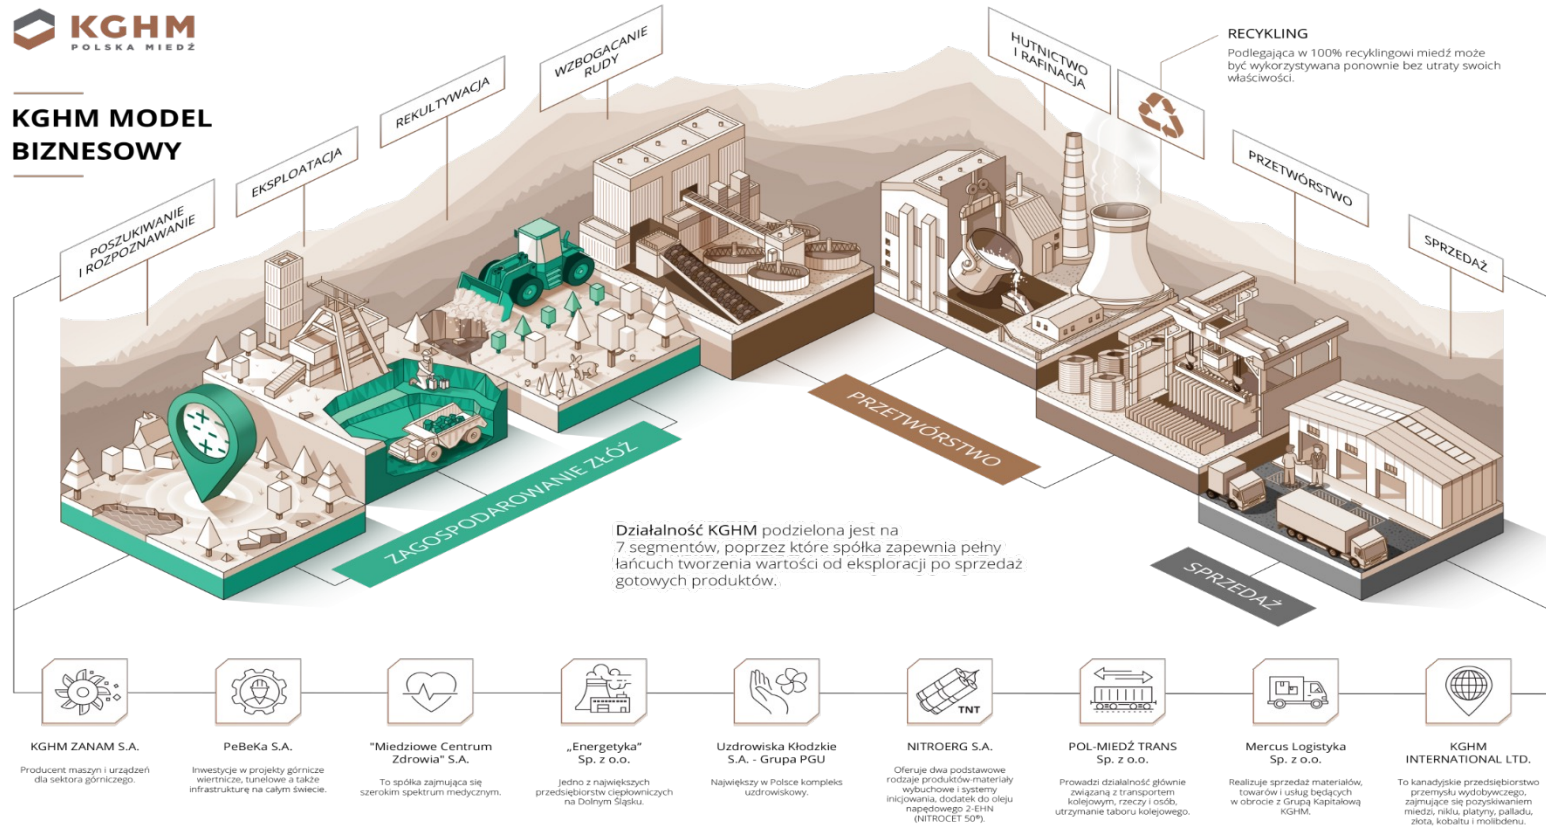 KGHM
POLSKA MIEDŹ
KGHM MODEL
BIZNESOWY
POSZUKIWANIE
I ROZPOZNAWANIE
EKSPLOATACJA
REKULTYWACJA
WZBOGACANIE
RUDY
HUTNICTWO
I RAFINACJA
RECYKLING
Podlegająca w 100% recyklingowi miedź może
być wykorzystywana ponownie bez utraty swoich
właściwości.
PRZETWÓRSTWO
SPRZEDAŻ
ZAGOSPODAROWANIE ZŁÓŻ
PRZETWÓRSTWO
SPRZEDAŻ
Działalność KGHM podzielona jest na
7 segmentów, poprzez które spółka zapewnia pełny
łańcuch tworzenia wartości od eksploracji po sprzedaż
gotowych produktów.
KGHM ZANAM S.A.
Producent maszyn i urządzeń
dla sektora górniczego.
PeBeKa S.A.
Inwestycje w projekty górnicze
wiertnicze, tunelowe a także
infrastrukturę na całym świecie.
"Miedziowe Centrum
Zdrowia" S.A.
To spółka zajmująca się
szerokim spektrum medycznym.
„Energetyka”
Sp. z o.o.
Jedno z największych
przedsiębiorstw ciepłowniczych
na Dolnym Śląsku.
Uzdrowiska Kłodzkie
S.A. - Grupa PGU
Największy w Polsce kompleks
uzdrowiskowy.
TNT
NITROERG S.A.
Oferuje dwa podstawowe
rodzaje produktów-materiały
wybuchowe i systemy
inicjowania, dodatek do oleju
napędowego 2-EHN
(NITROCET 50®).
POL-MIEDŹ TRANS
Sp. z o.o.
Prowadzi działalność głównie
związaną z transportem
kolejowym, rzeczy i osób,
utrzymanie taboru kolejowego.
Mercus Logistyka
Sp. z o.o.
Realizuje sprzedaż materiałów,
towarów i usług będących
w obrocie z Grupą Kapitałową
KGHM.
KGHM
INTERNATIONAL LTD.
To kanadyjskie przedsiębiorstwo
przemysłu wydobywczego,
zajmujące się pozyskiwaniem
miedzi, niklu, platyny, palladu,
złota, kobaltu i molibdenu.